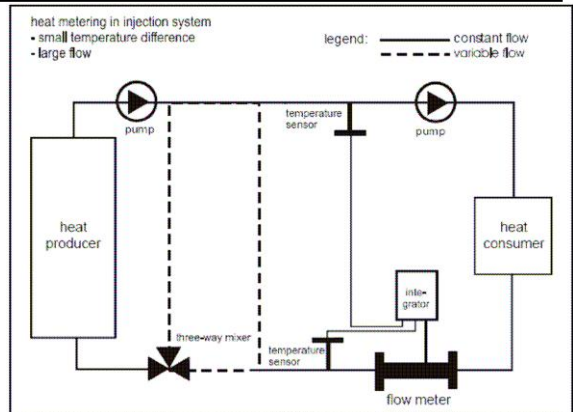 heat metering in injection system
- small temperature difference
- large flow
legend: constant flow
variable flow
pump
temperature
sensor
pump
heat
producer
heat
consumer
inte-
grator
three-way mixer
temperature
sensor
flow meter